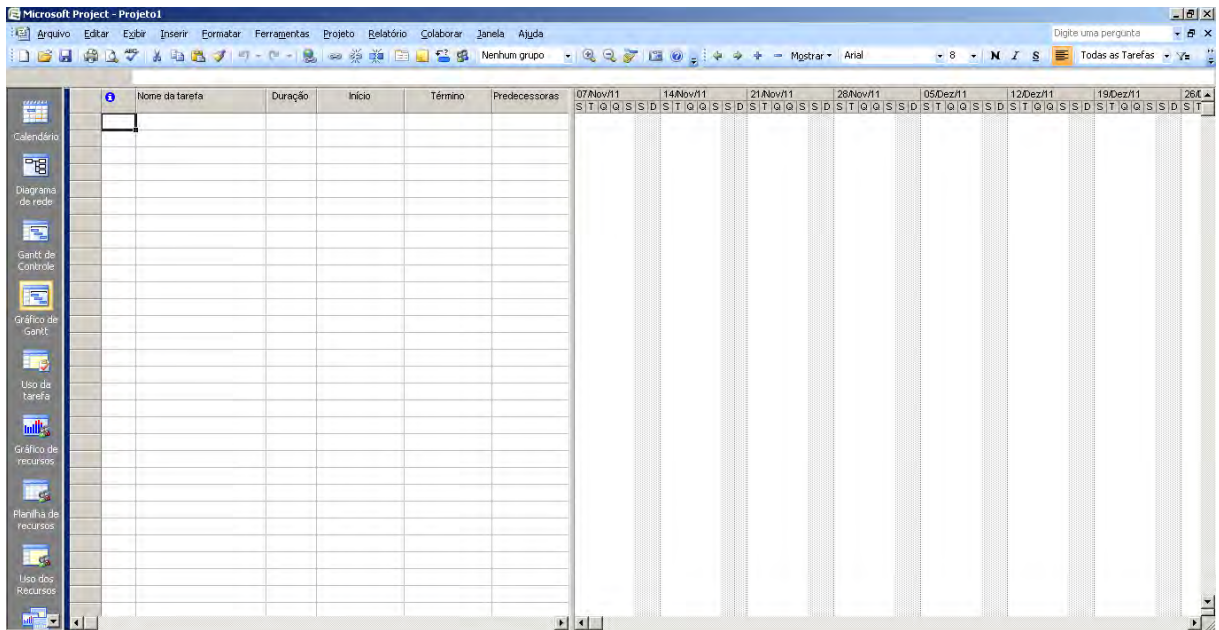 Microsoft Project - Projeto1
Arquivo Editar Exibir Inserir Formatar Ferramentas Projeto Relatório Colaborar Janela Ajuda Digite uma pergunta
Nenhum grupo Mostrar Arial 8 N I S Todas as Tarefas
Nome da tarefa Duração Início Término Predecessoras 07/Nov/11 14/Nov/11 21/Nov/11 28/Nov/11 05/Dez/11 12/Dez/11 19/Dez/11
S T Q Q S S D S T Q Q S S D S T Q Q S S D S T Q Q S S D S T Q Q S S D S T Q Q S S D S T Q Q S S D S T
Calendário
Diagrama
de rede
Gantt de
Controle
Gráfico de
Gantt
Uso da
tarefa
Gráfico de
recursos
Planilha de
recursos
Uso dos
Recursos